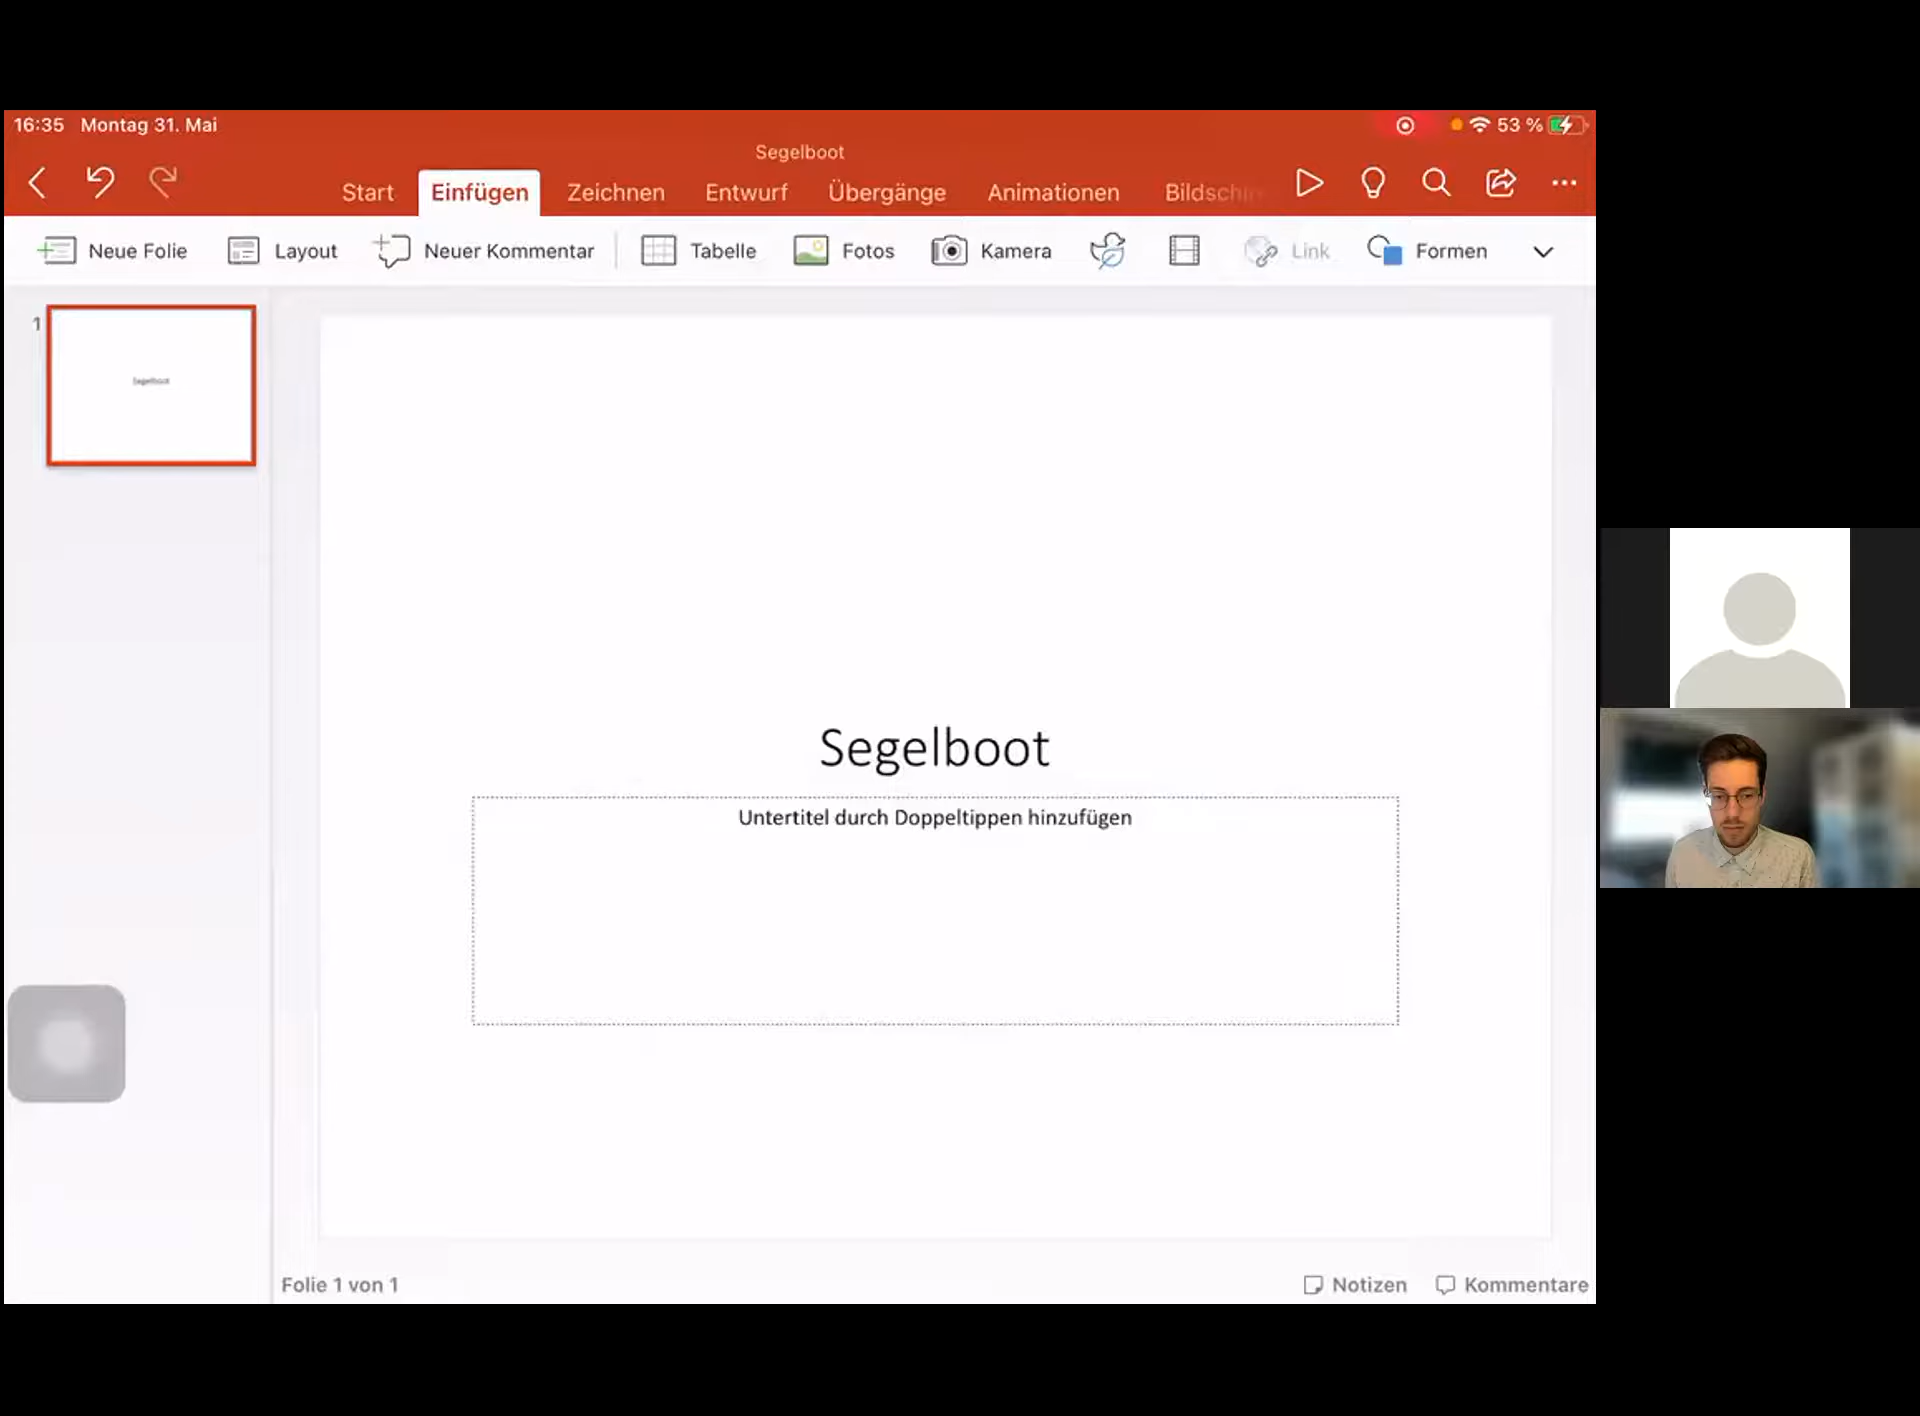 16:35 Montag 31. Mai
53 %
Segelboot
Start Einfügen Zeichnen Entwurf Übergänge Animationen
Neue Folie Layout Neuer Kommentar Tabelle Fotos Kamera Link Formen
1
Segelboot
Segelboot
Untertitel durch Doppeltippen hinzufügen
Folie 1 von 1
Notizen Kommentare